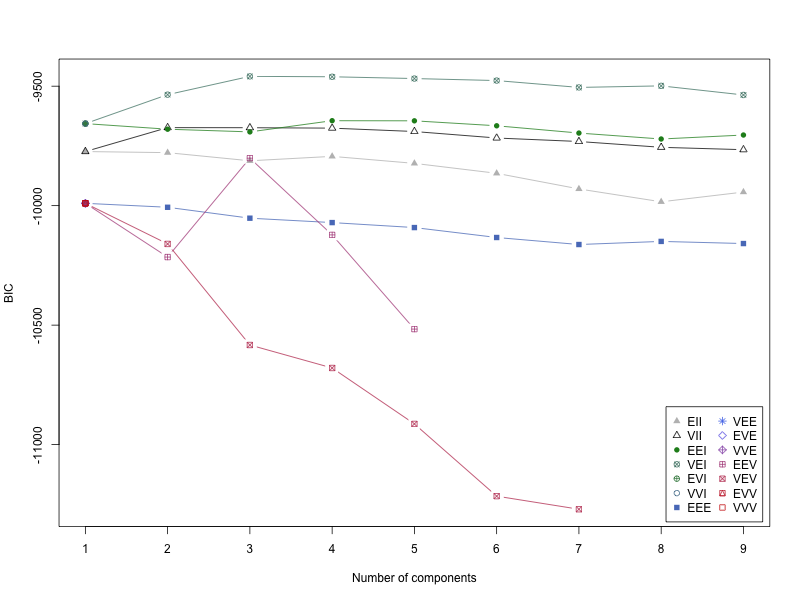 -9500
-10000
-10500
-11000
BIC
1 2 3 4 5 6 7 8 9
Number of components
EII VEE
VII EVE
EEI VVE
VEI EEV
EVI VEV
VVI EVV
EEE VVV